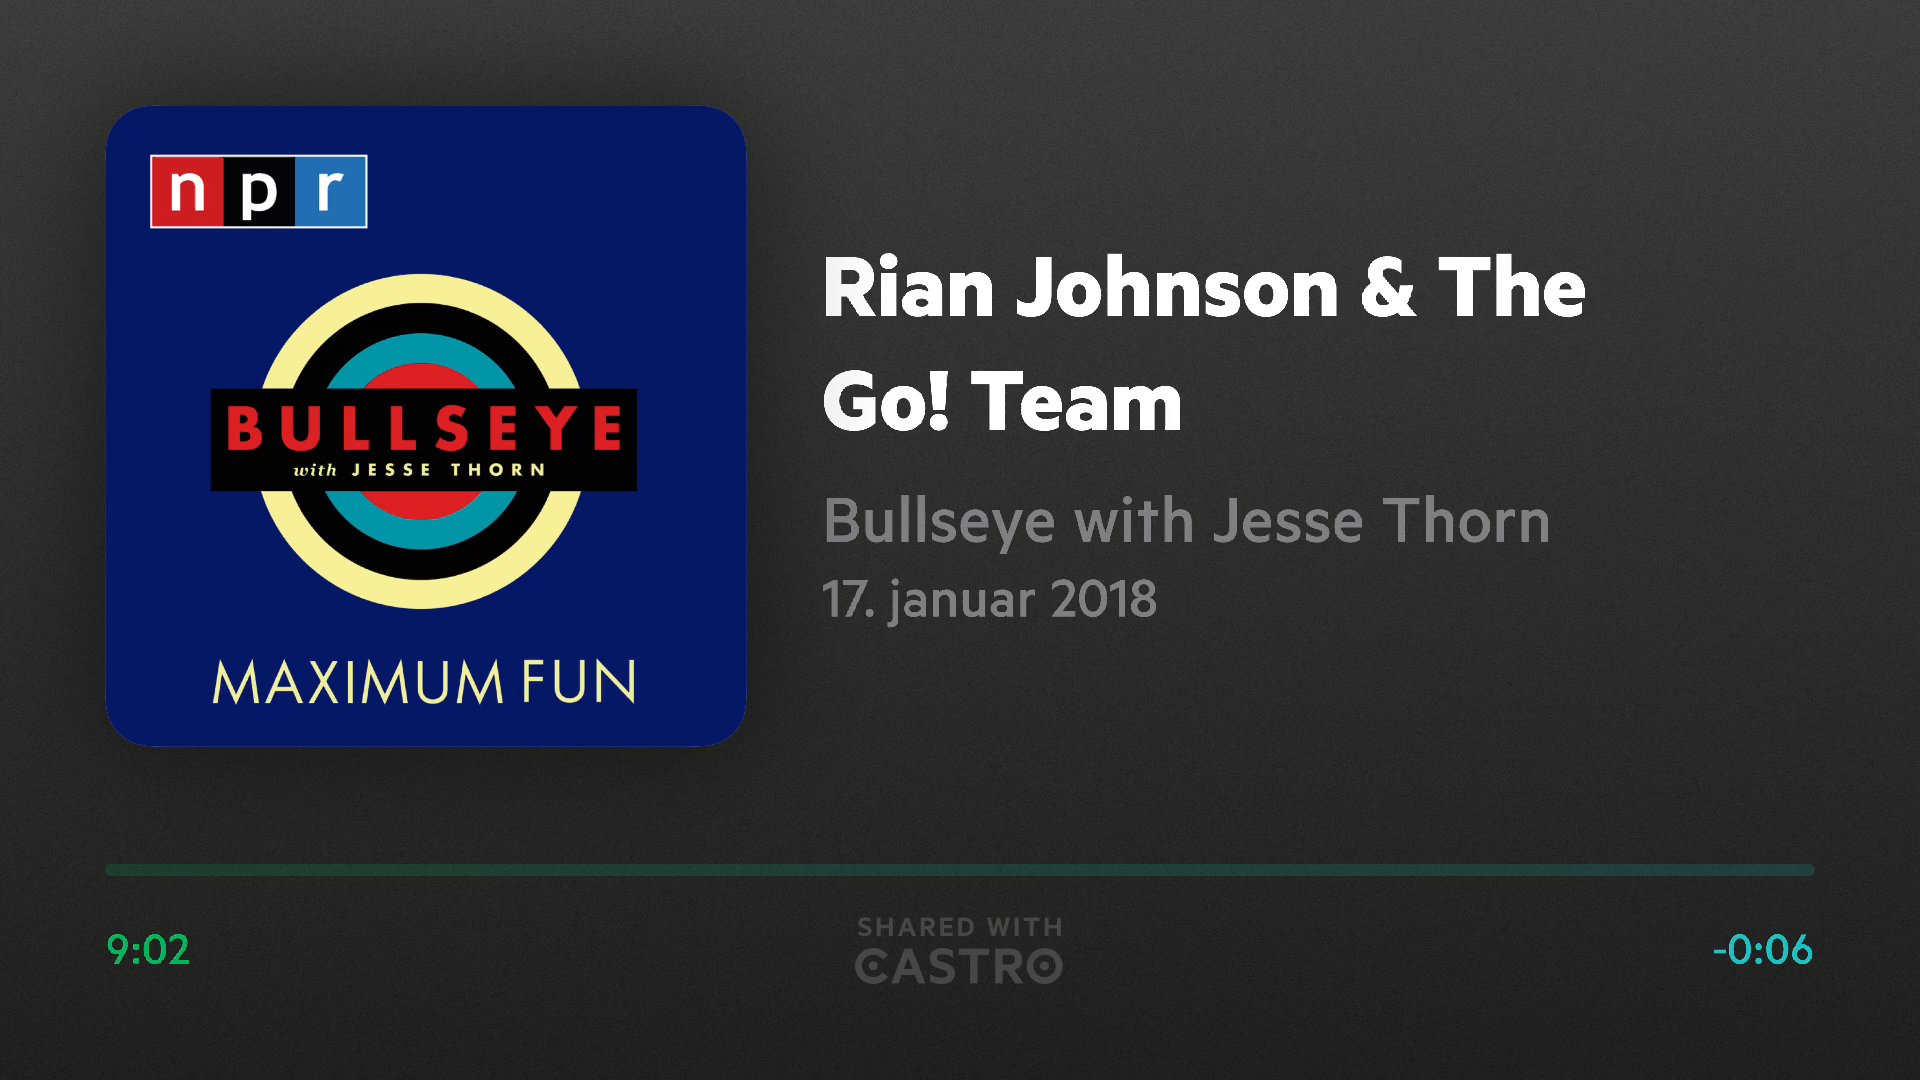 npr
BULLSEYE
with JESSE THORN
MAXIMUM FUN
Rian Johnson & The
Go! Team
Bullseye with Jesse Thorn
17. januar 2018
9:02
SHARED WITH
CASTRO
-0:06